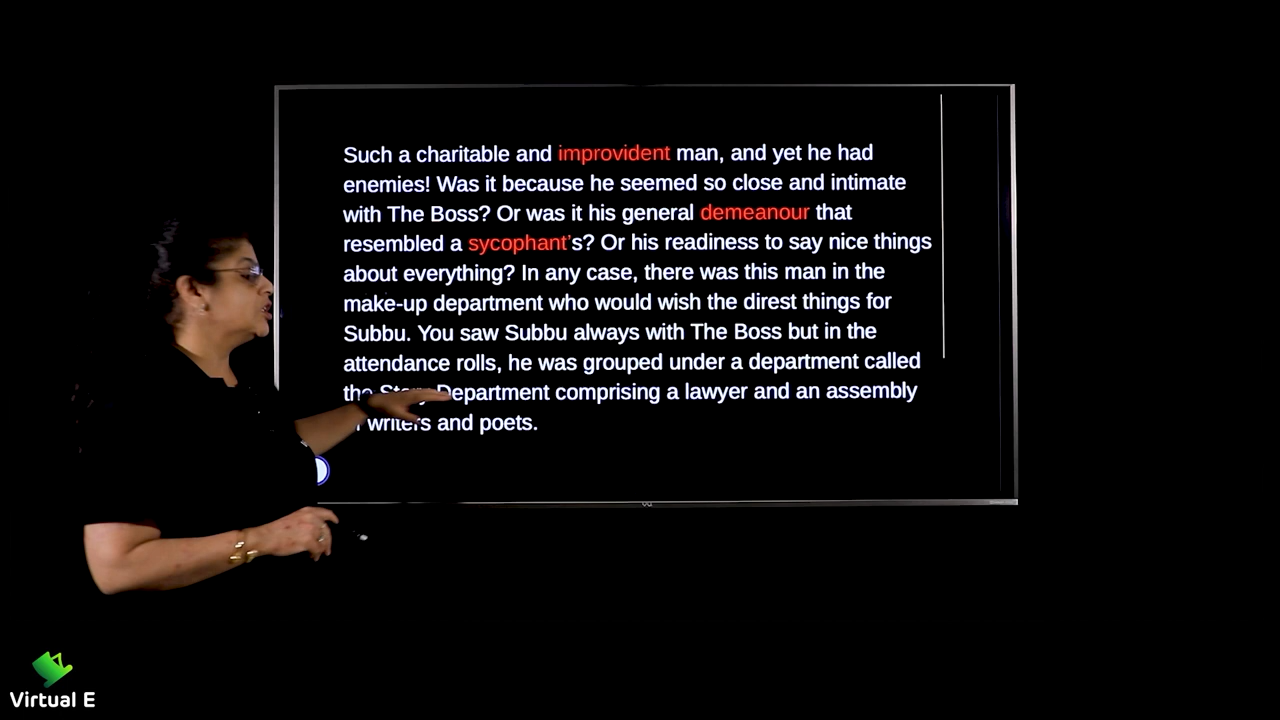 Such a charitable and improvident man, and yet he had
enemies! Was it because he seemed so close and intimate
with The Boss? Or was it his general demeanour that
resembled a sycophant's? Or his readiness to say nice things
about everything? In any case, there was this man in the
make-up department who would wish the direst things for
Subbu. You saw Subbu always with The Boss but in the
attendance rolls, he was grouped under a department called
the Story Department comprising a lawyer and an assembly
writers and poets.
Virtual E